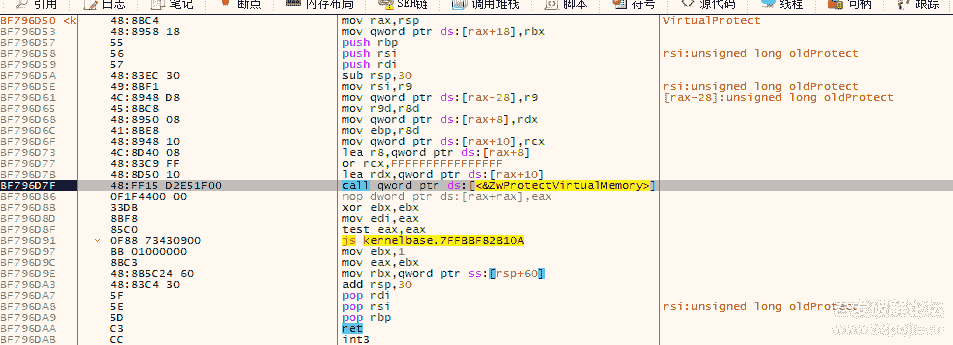 引用 日志 笔记 断点 内存布局 SEH链 调用堆栈 脚本 符号 源代码 线程 句柄 跟踪
BF796D50 <k 48:8BC4 mov rax,rsp VirtualProtect
BF796D53 48:8958 18 mov qword ptr ds:[rax+18],rbx
BF796D57 55 push rbp
BF796D58 56 push rsi rsi:unsigned long oldProtect
BF796D59 57 push rdi
BF796D5A 48:83EC 30 sub rsp,30
BF796D5E 49:8BF1 mov rsi,r9 rsi:unsigned long oldProtect
BF796D61 4C:8948 D8 mov qword ptr ds:[rax-28],r9 [rax-28]:unsigned long oldProtect
BF796D65 45:8BC8 mov r9d,r8d
BF796D68 48:8950 08 mov qword ptr ds:[rax+8],rdx
BF796D6C 41:8BE8 mov ebp,r8d
BF796D6F 48:8948 10 mov qword ptr ds:[rax+10],rcx
BF796D73 4C:8D40 08 lea r8,qword ptr ds:[rax+8]
BF796D77 48:83C9 FF or rcx,FFFFFFFFFFFFFFFF
BF796D7B 48:8D50 10 lea rdx,qword ptr ds:[rax+10]
BF796D7F 48:FF15 D2E51F00 call qword ptr ds:[<&ZwProtectVirtualMemory>]
BF796D86 0F1F4400 00 nop dword ptr ds:[rax+rax],eax
BF796D8B 33DB xor ebx,ebx
BF796D8D 8BF8 mov edi,eax
BF796D8F 85C0 test eax,eax
BF796D91 0F88 73430900 js kernelbase.7FFBBF82B10A
BF796D97 BB 01000000 mov ebx,1
BF796D9C 8BC3 mov eax,ebx
BF796D9E 48:8B5C24 60 mov rbx,qword ptr ss:[rsp+60]
BF796DA3 48:83C4 30 add rsp,30
BF796DA7 5F pop rdi
BF796DA8 5E pop rsi rsi:unsigned long oldProtect
BF796DA9 5D pop rbp
BF796DAA C3 ret
BF796DAB CC int3